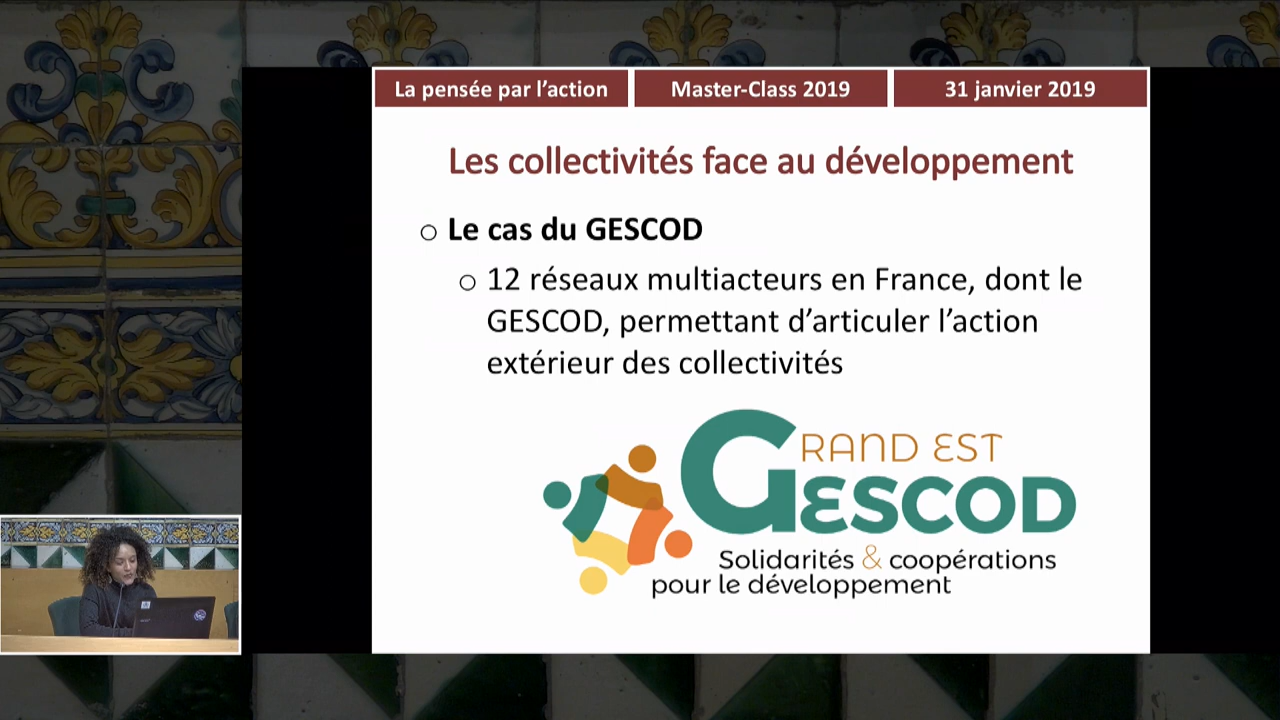 La pensée par l'action
Master-Class 2019
31 janvier 2019
Les collectivités face au développement
Le cas du GESCOD
12 réseaux multiacteurs en France, dont le
GESCOD, permettant d'articuler l'action
extérieur des collectivités
GRAND EST
GESCOD
Solidarités & coopérations
pour le développement